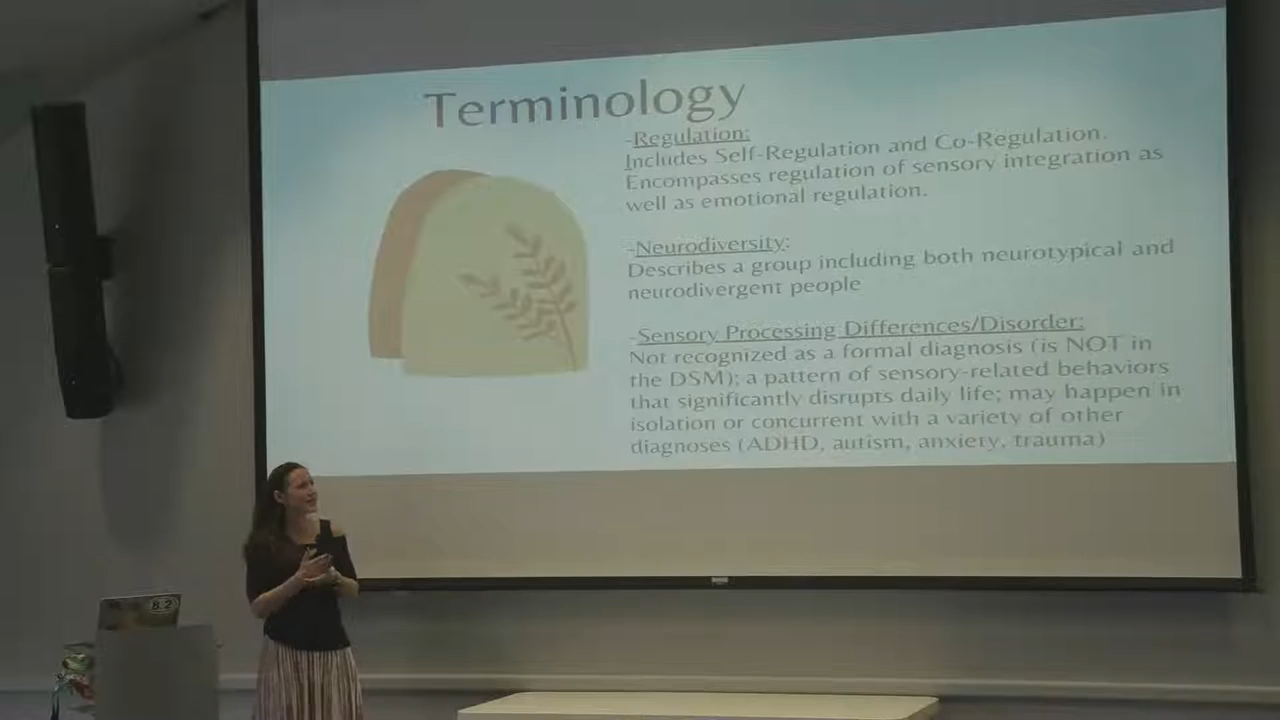 Terminology
-Regulation:
Includes Self-Regulation and Co-Regulation.
Encompasses regulation of sensory integration as
well as emotional regulation.
-Neurodiversity:
Describes a group including both neurotypical and
neurodivergent people
-Sensory Processing Differences/Disorder:
Not recognized as a formal diagnosis (is NOT in
the DSM); a pattern of sensory-related behaviors
that significantly disrupts daily life; may happen in
isolation or concurrent with a variety of other
diagnoses (ADHD, autism, anxiety, trauma)
8.2